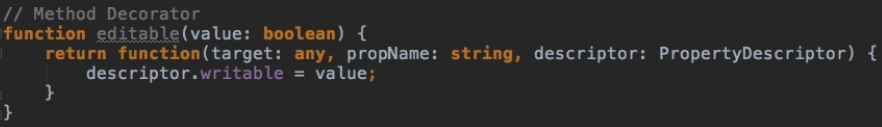 // Method Decorator
function editable(value: boolean) {
    return function(target: any, propName: string, descriptor: PropertyDescriptor) {
        descriptor.writable = value;
    }
}